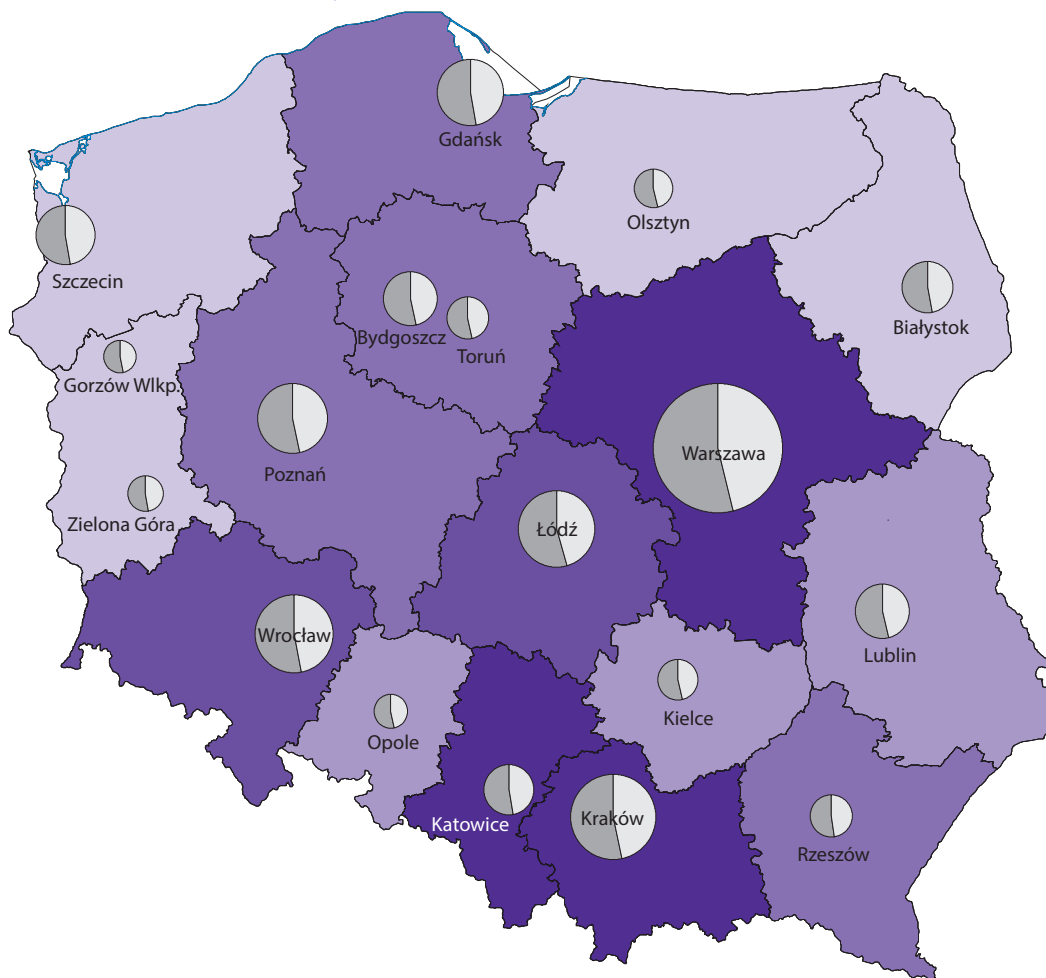 Gdańsk
Olsztyn
Szczecin
Białystok
Bydgoszcz
Toruń
Gorzów Wlkp.
Warszawa
Poznań
Zielona Góra
Łódź
Wrocław
Lublin
Kielce
Opole
Katowice
Kraków
Rzeszów